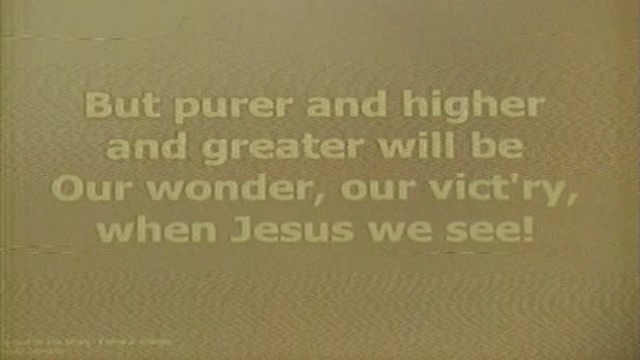 But purer and higher
and greater will be
Our wonder, our vict'ry,
when Jesus we see!